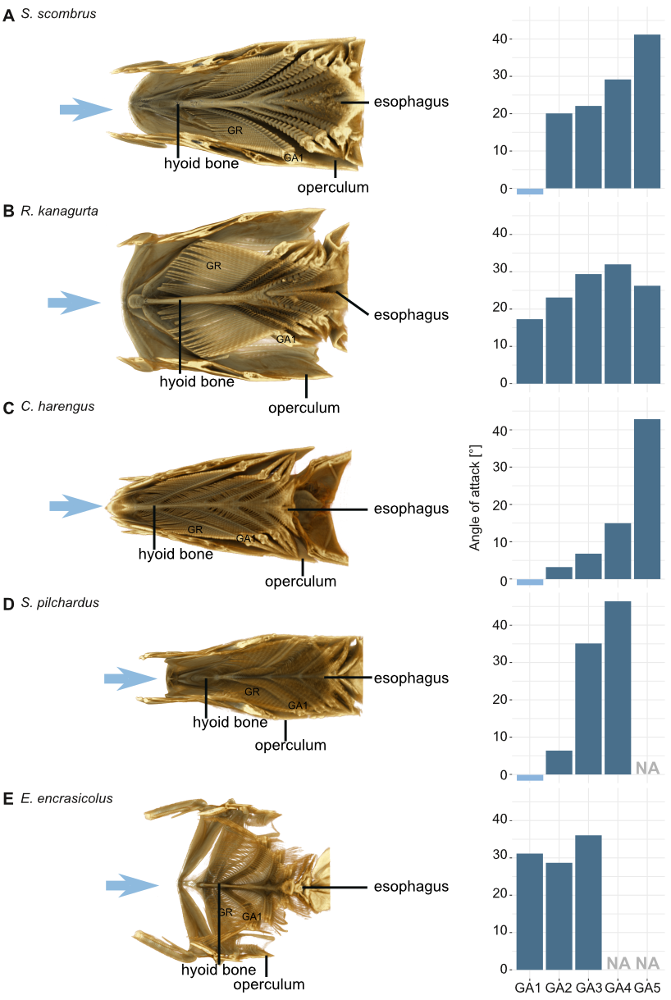 A S. scombrus
GR
GA1
esophagus
hyoid bone
operculum
40
30
20
10
0
B R. kanagurta
GR
GA1
esophagus
hyoid bone
operculum
40
30
20
10
0
C C. harengus
GR
GA1
esophagus
hyoid bone
operculum
Angle of attack [°]
40
30
20
10
0
D S. pilchardus
GR
GA1
esophagus
hyoid bone
operculum
40
30
20
10
0
NA
E E. encrasicolus
GR
GA1
esophagus
hyoid bone
operculum
40
30
20
10
0
NA NA
GA1 GA2 GA3 GA4 GA5